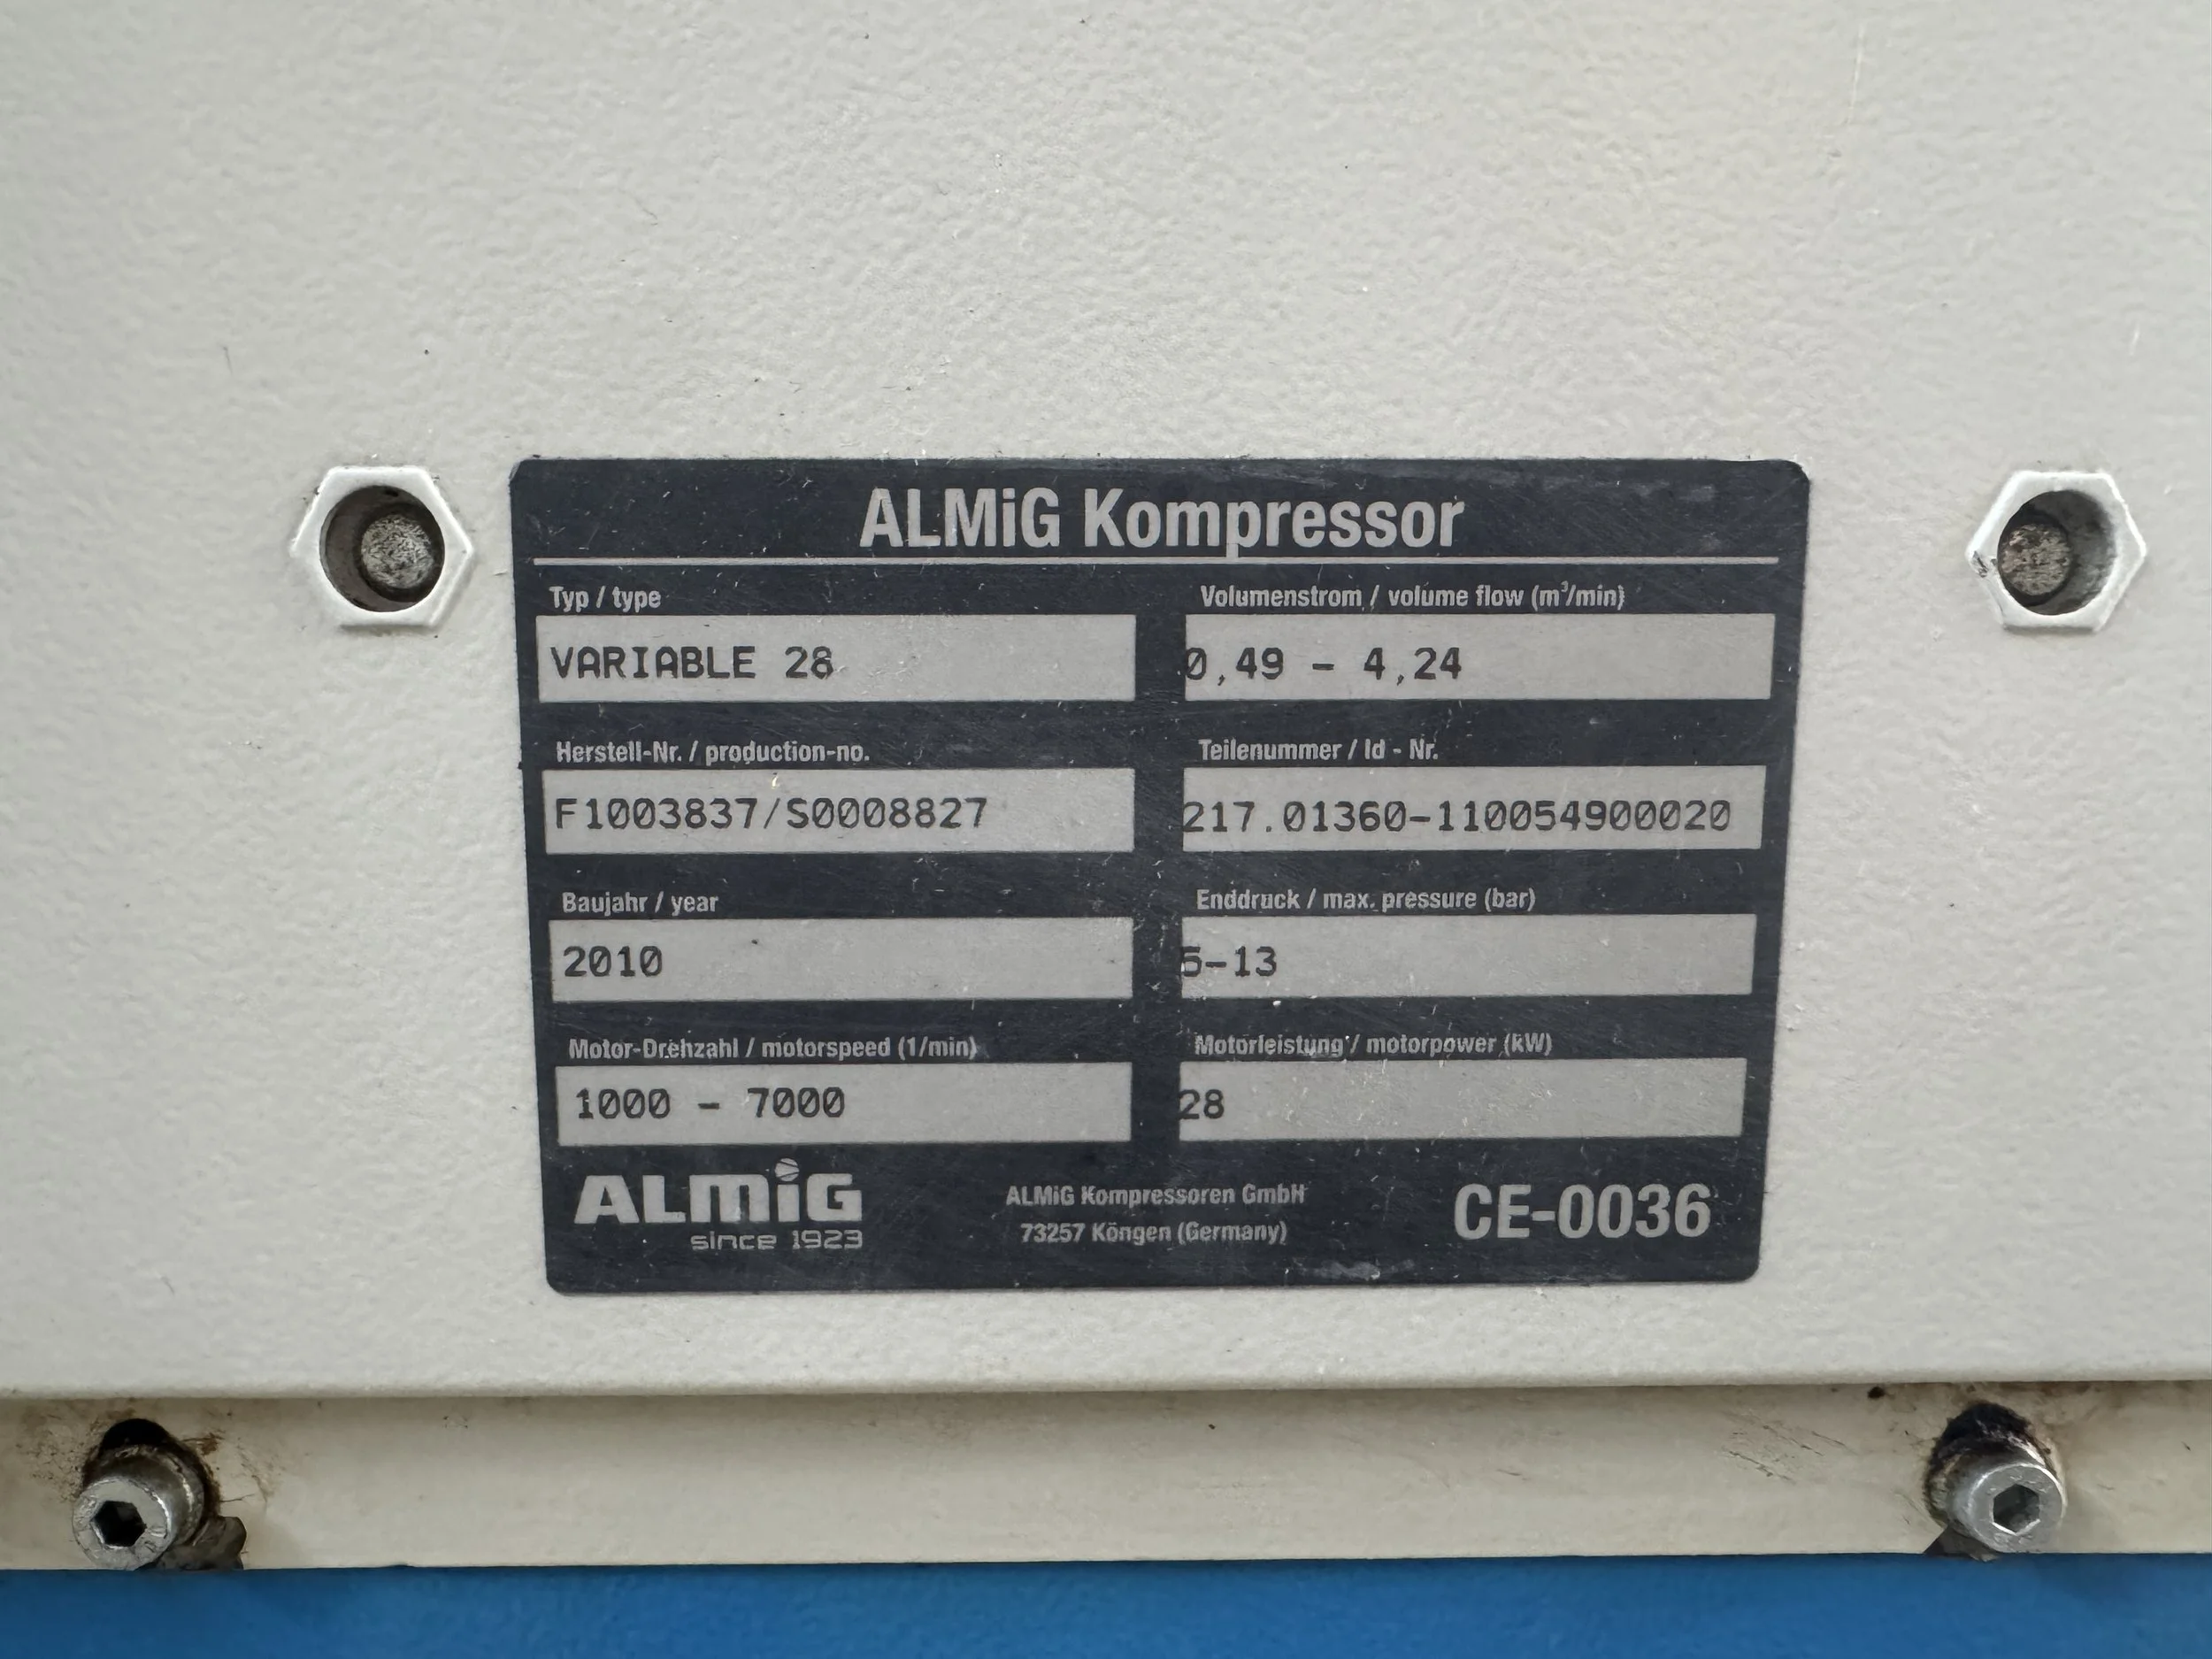 ALMiG Kompressor
Typ / type
VARIABLE 28
Volumenstrom / volume flow (m³/min)
0,49 - 4,24
Herstell-Nr. / production-no.
F1003837/S0008827
Teilenummer / Id - Nr.
217.01360-110054900020
Baujahr / year
2010
Enddruck / max. pressure (bar)
5-13
Motor-Drehzahl / motorspeed (1/min)
1000 - 7000
Motorleistung / motorpower (kW)
28
ALMiG
since 1923
ALMiG Kompressoren GmbH
73257 Köngen (Germany)
CE-0036